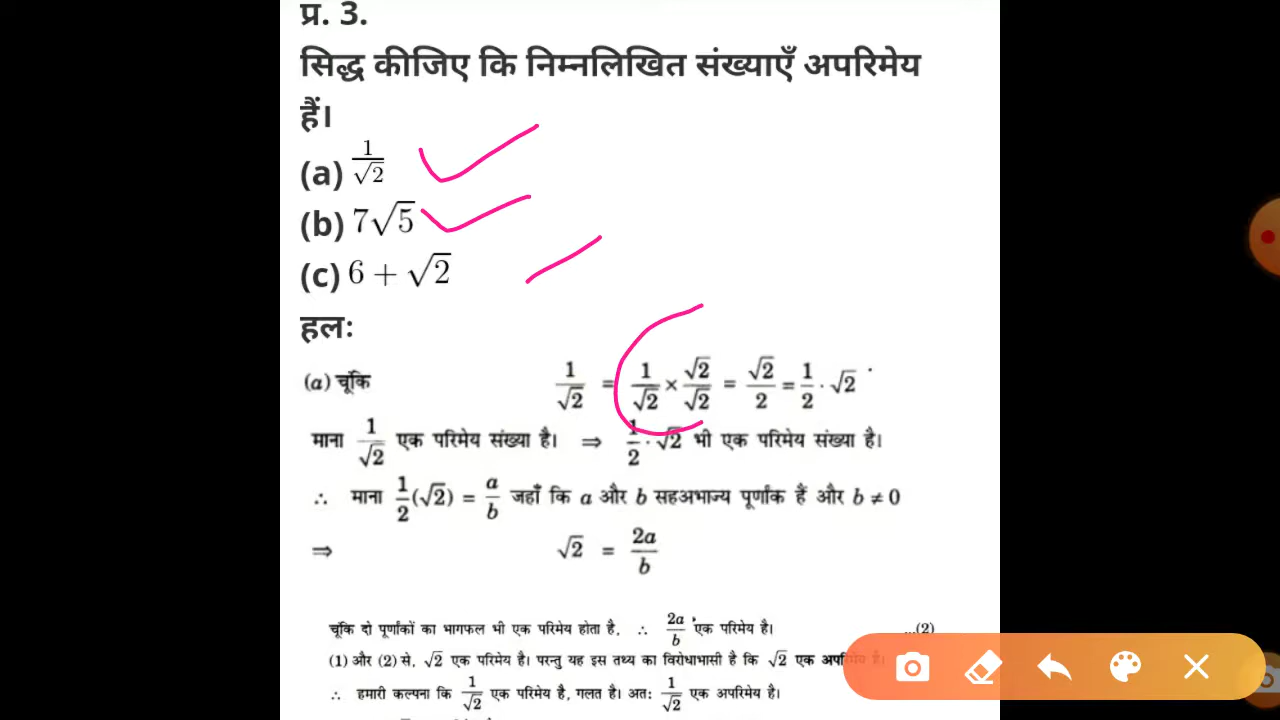 प्र. 3.
सिद्ध कीजिए कि निम्नलिखित संख्याएँ अपरिमेय
हैं।
(a) 1/√2
(b) 7√5
(c) 6 + √2
हलः
(a) चूंकि 1/√2 = 1/√2 × √2/√2 = √2/2 = 1/2 · √2
माना 1/√2 एक परिमेय संख्या है। ⇒ 1/2 · √2 भी एक परिमेय संख्या है।
∴ माना 1/2(√2) = a/b जहाँ कि a और b सहअभाज्य पूर्णांक हैं और b ≠ 0
⇒ √2 = 2a/b
चूंकि दो पूर्णांकों का भागफल भी एक परिमेय होता है, ∴ 2a/b एक परिमेय है। ...(2)
(1) और (2) से, √2 एक परिमेय है। परन्तु यह इस तथ्य का विरोधाभासी है कि √2 एक अपरिमेय है।
∴ हमारी कल्पना कि 1/√2 एक परिमेय है, गलत है। अतः 1/√2 एक अपरिमेय है।